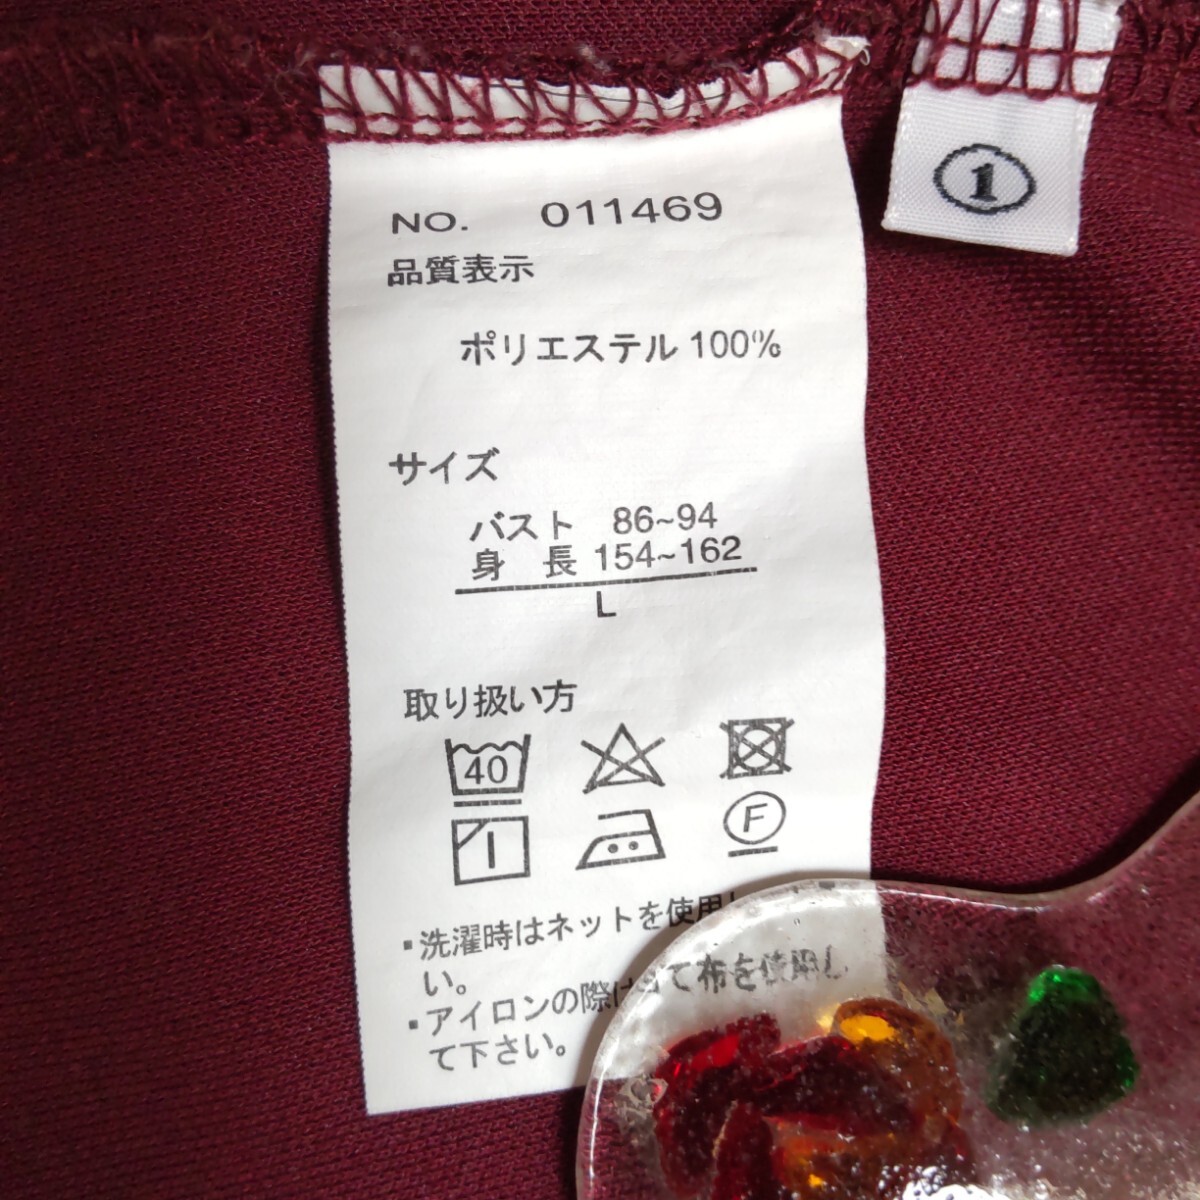 NO. 011469
①
品質表示
ポリエステル 100%
サイズ
バスト 86~94
身 長 154~162
L
取り扱い方
40
F
▪洗濯時はネットを使用
い。
▪アイロンの際は当て布を使用し
て下さい。